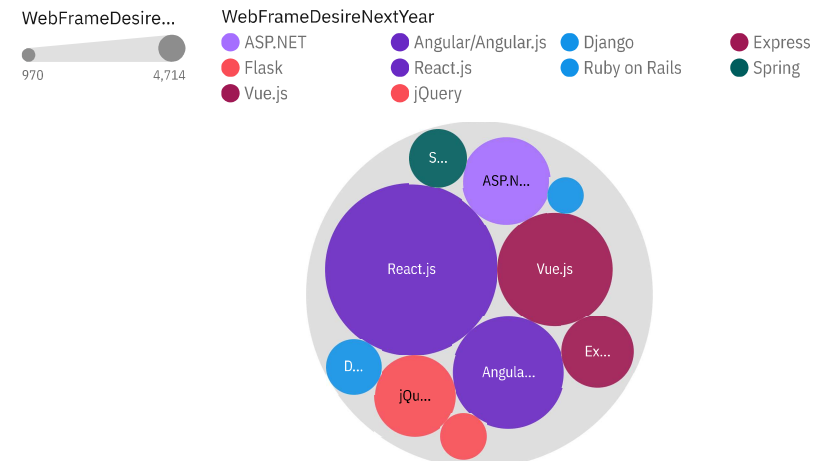 WebFrameDesire...
970 4,714
WebFrameDesireNextYear
ASP.NET Angular/Angular.js Django Express
Flask React.js Ruby on Rails Spring
Vue.js jQuery
S...
ASP.N...
React.js
Vue.js
Ex...
D...
Angula...
jQu...